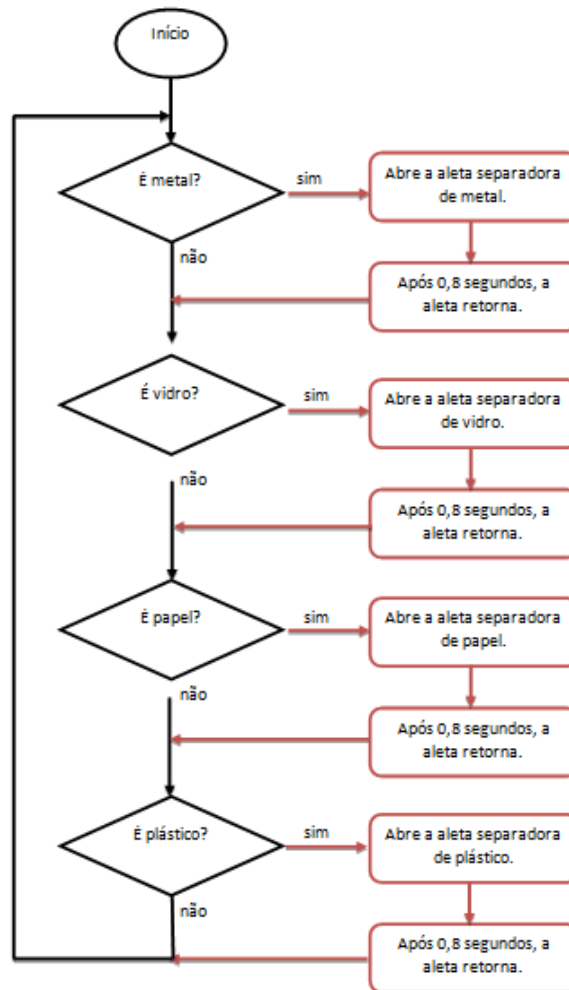 Início
É metal?
sim
Abre a aleta separadora
de metal.
não
Após 0,8 segundos, a
aleta retorna.
É vidro?
sim
Abre a aleta separadora
de vidro.
não
Após 0,8 segundos, a
aleta retorna.
É papel?
sim
Abre a aleta separadora
de papel.
não
Após 0,8 segundos, a
aleta retorna.
É plástico?
sim
Abre a aleta separadora
de plástico.
não
Após 0,8 segundos, a
aleta retorna.